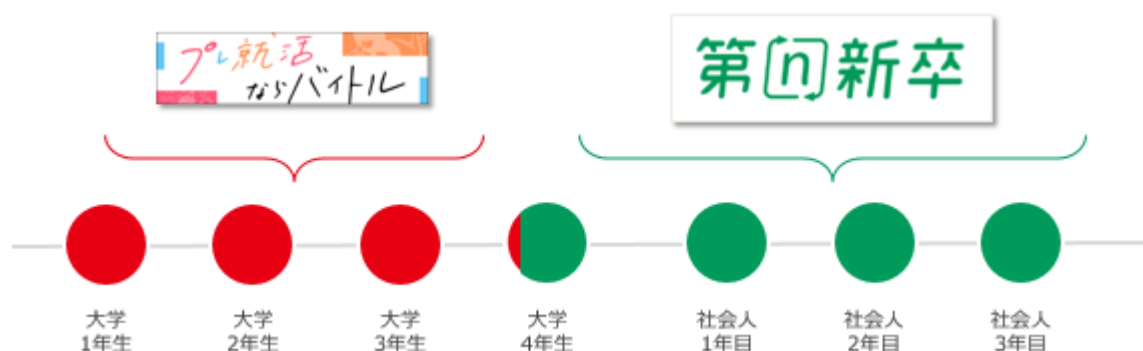 プレ就活
ならバイトル
第n新卒
大学
1年生
大学
2年生
大学
3年生
大学
4年生
社会人
1年目
社会人
2年目
社会人
3年目